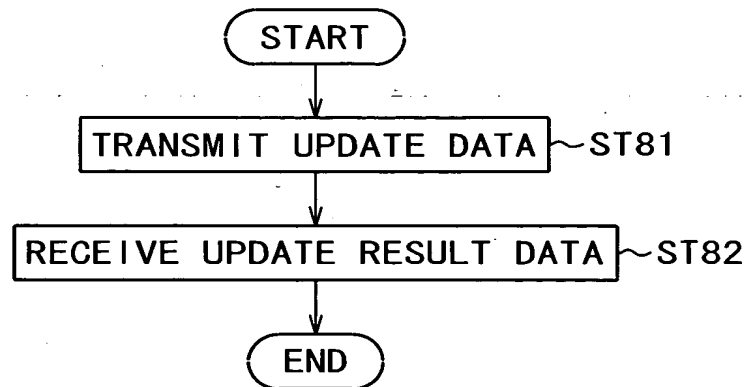 START
TRANSMIT UPDATE DATA ST81
RECEIVE UPDATE RESULT DATA ST82
END